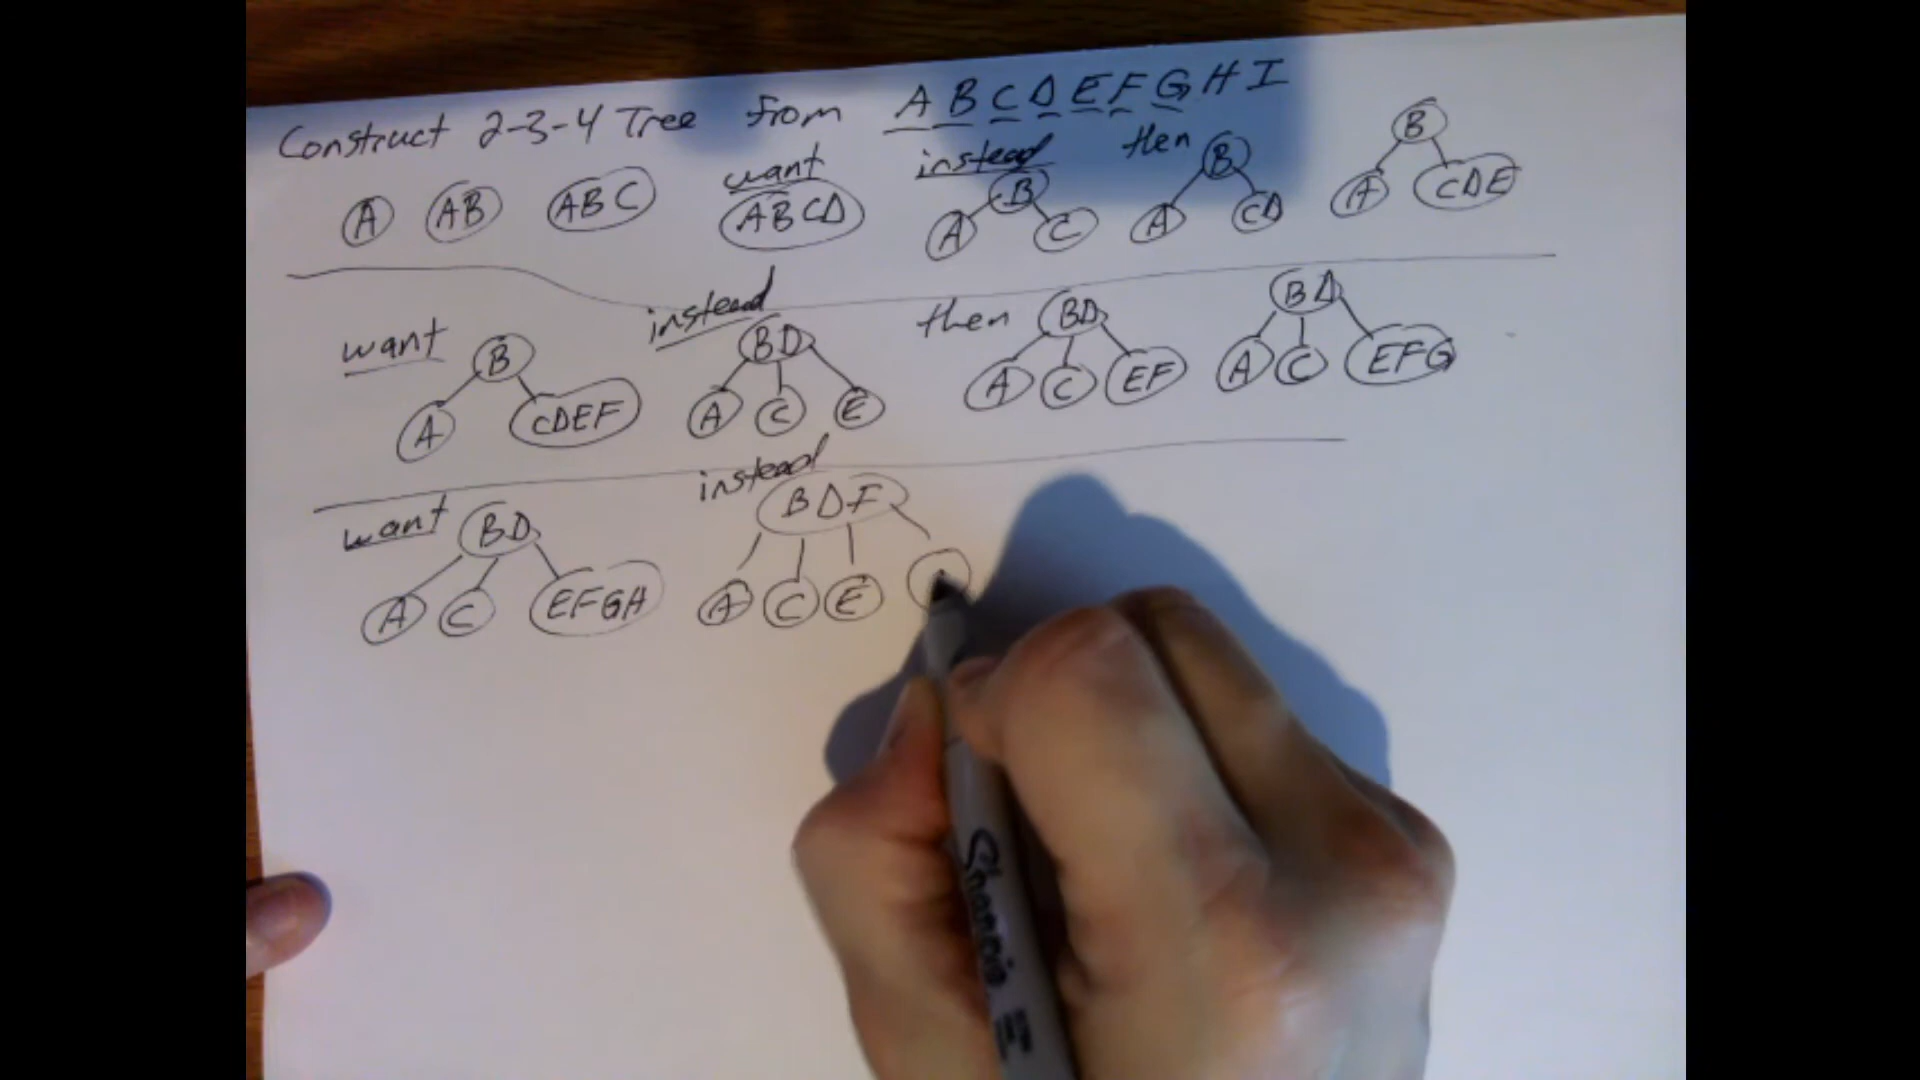 Construct 2-3-4 Tree from A B C D E F G H I
want instead then
A AB ABC ABCD
B B B
A C A CD A CDE
want instead then
B BD BD BD
A CDEF A C E A C EF A C EFG
want instead
BD BDF
A C EFGH A C E
Sharpie